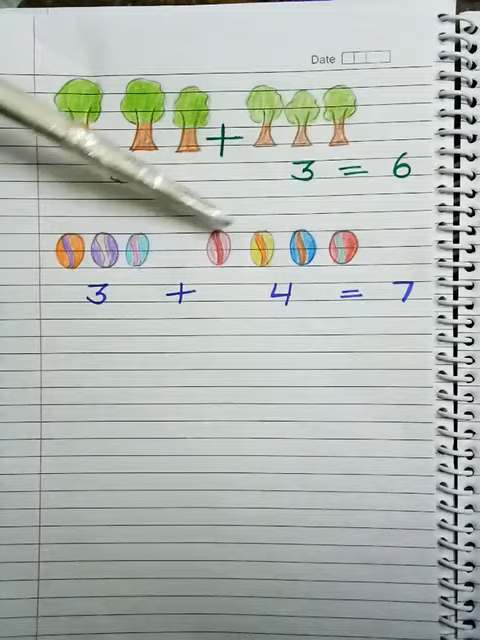 Date
+
3 = 6
3 + 4 = 7